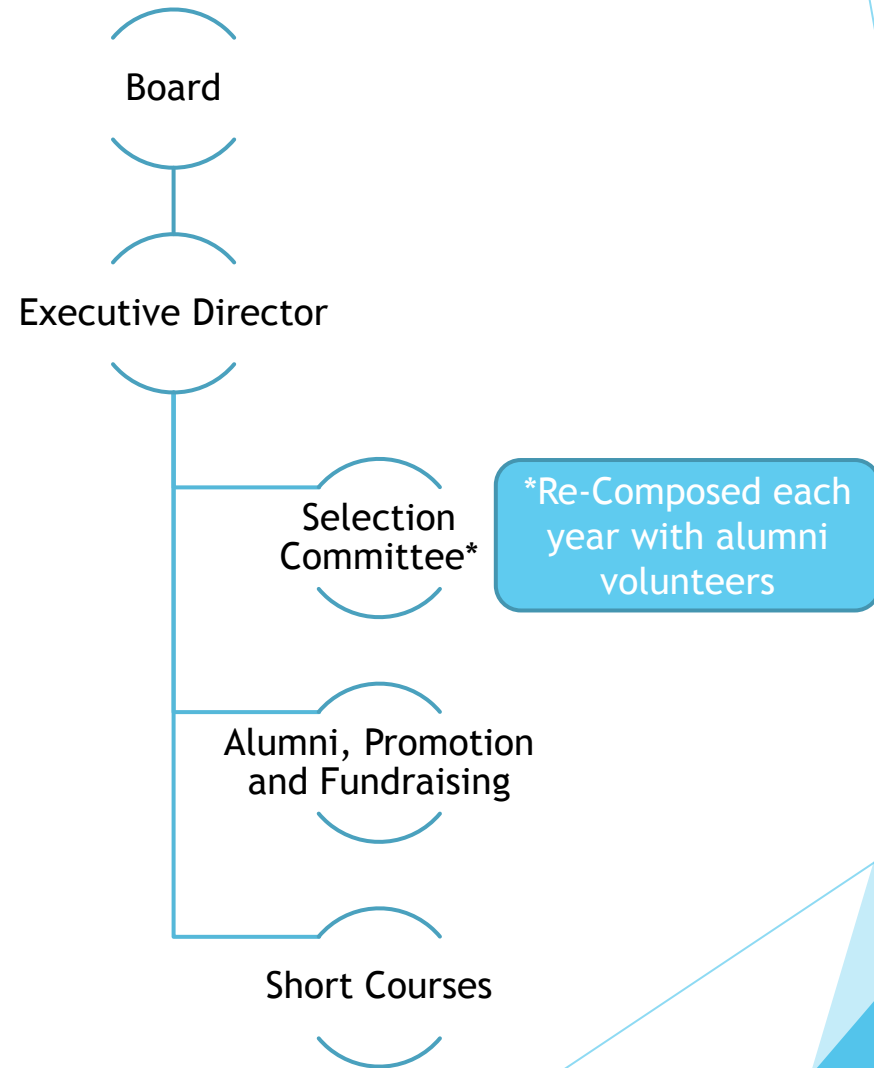 Board
Executive Director
Selection
Committee*
*Re-Composed each
year with alumni
volunteers
Alumni, Promotion
and Fundraising
Short Courses